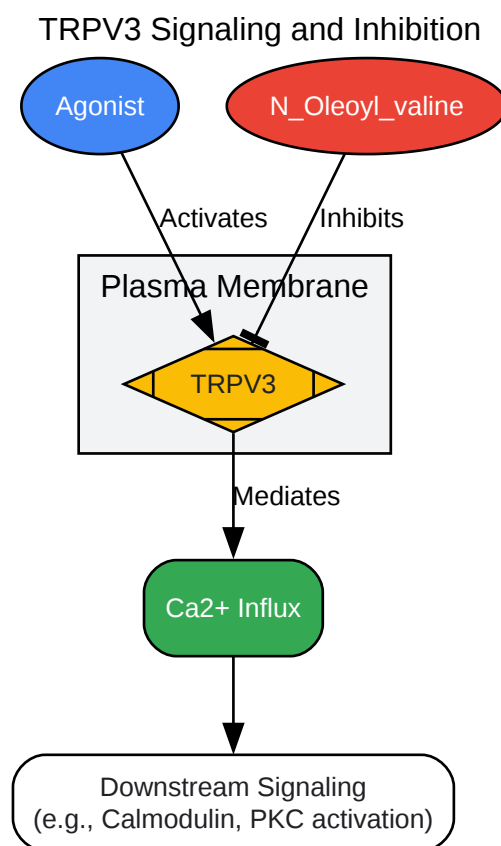 TRPV3 Signaling and Inhibition
Agonist
N_Oleoyl_valine
Activates
Inhibits
Plasma Membrane
TRPV3
Mediates
Ca2+ Influx
Downstream Signaling
(e.g., Calmodulin, PKC activation)